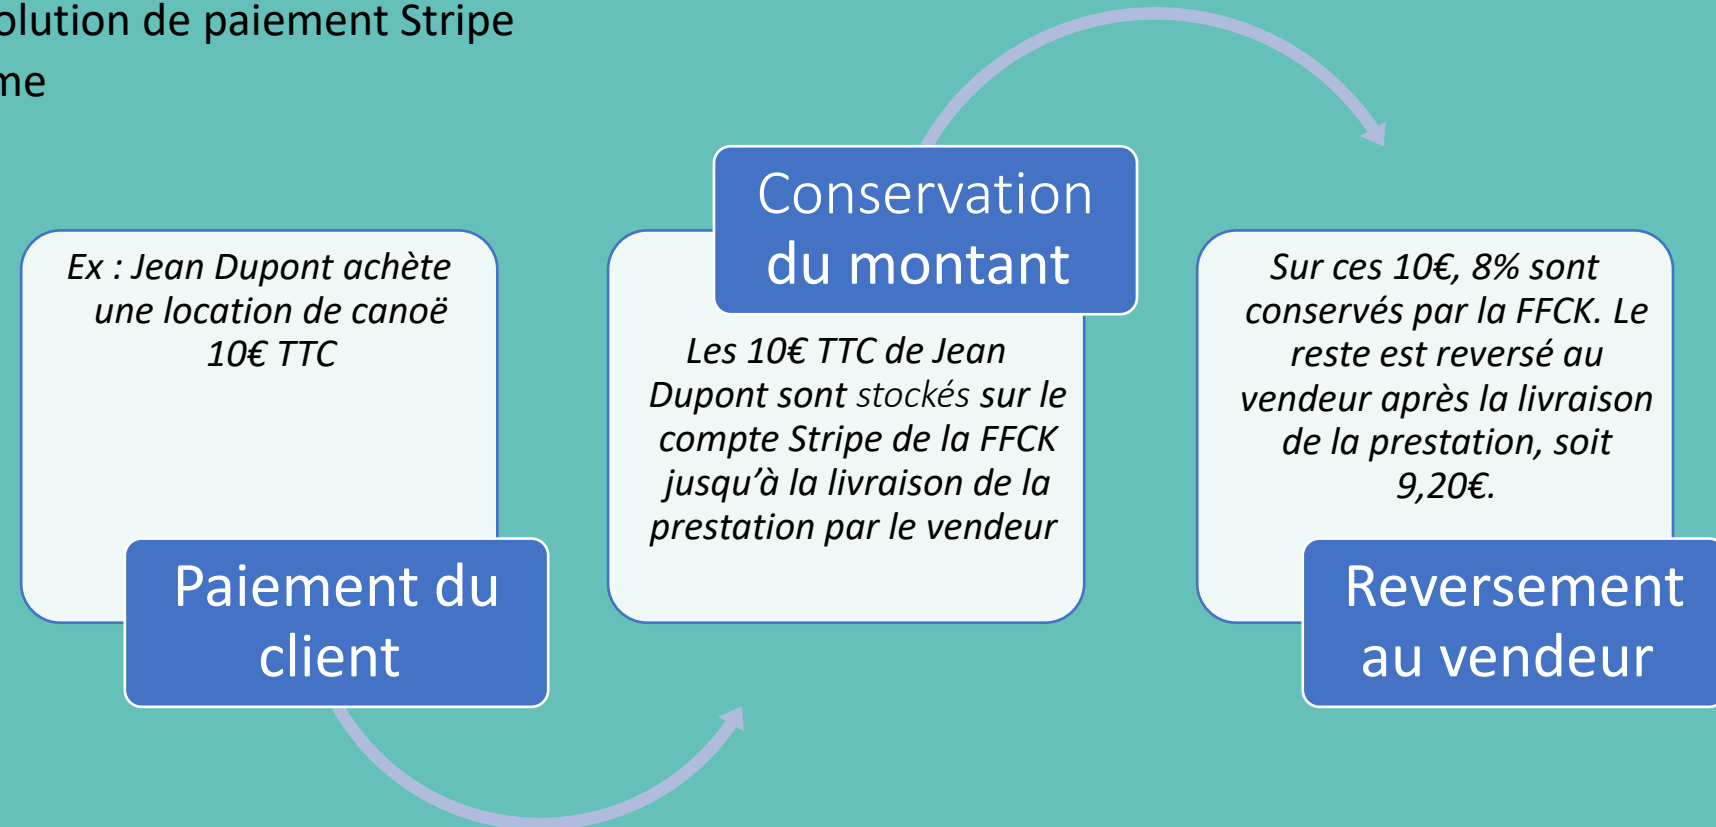 olution de paiement Stripe
me
Ex : Jean Dupont achète
une location de canoë
10€ TTC
Paiement du
client
Conservation
du montant
Les 10€ TTC de Jean
Dupont sont stockés sur le
compte Stripe de la FFCK
jusqu’à la livraison de la
prestation par le vendeur
Sur ces 10€, 8% sont
conservés par la FFCK. Le
reste est reversé au
vendeur après la livraison
de la prestation, soit
9,20€.
Reversement
au vendeur